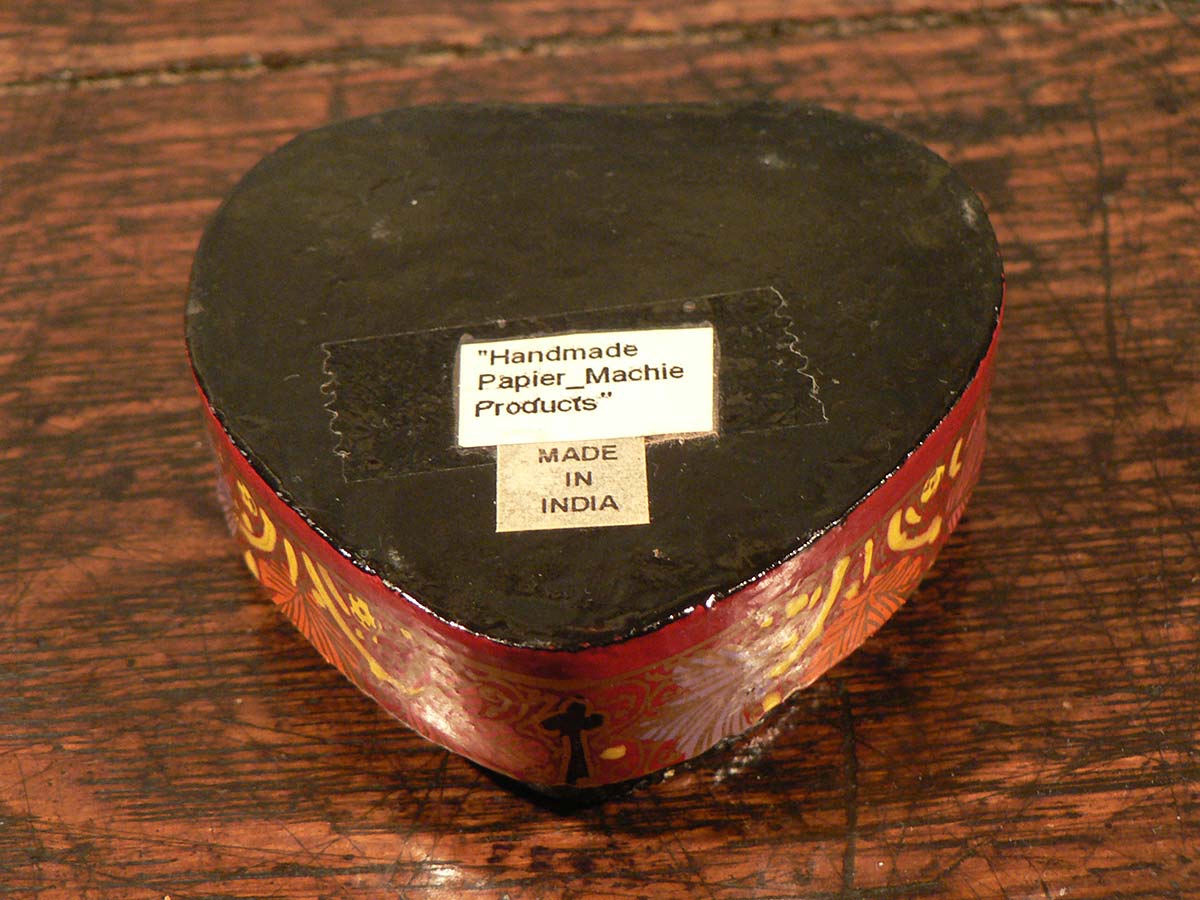 "Handmade
Papier_Machie
Products"
MADE
IN
INDIA